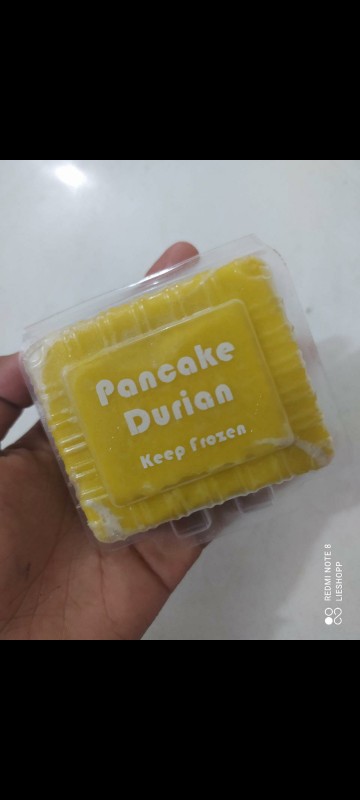 Pancake
Durian
Keep Frozen
REDMI NOTE 8
LIESHOPP